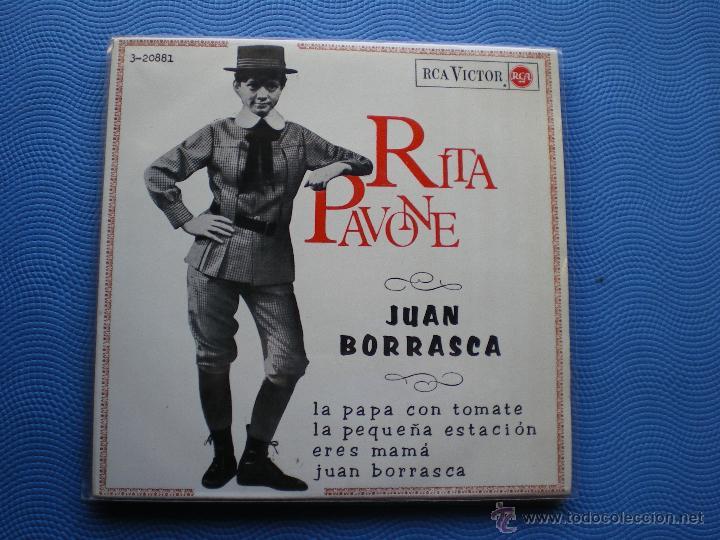 3-20881
RCA VICTOR RCA
RITA
PAVONE
JUAN
BORRASCA
la papa con tomate
la pequeña estación
eres mamá
juan borrasca
© www.todocoleccion.net